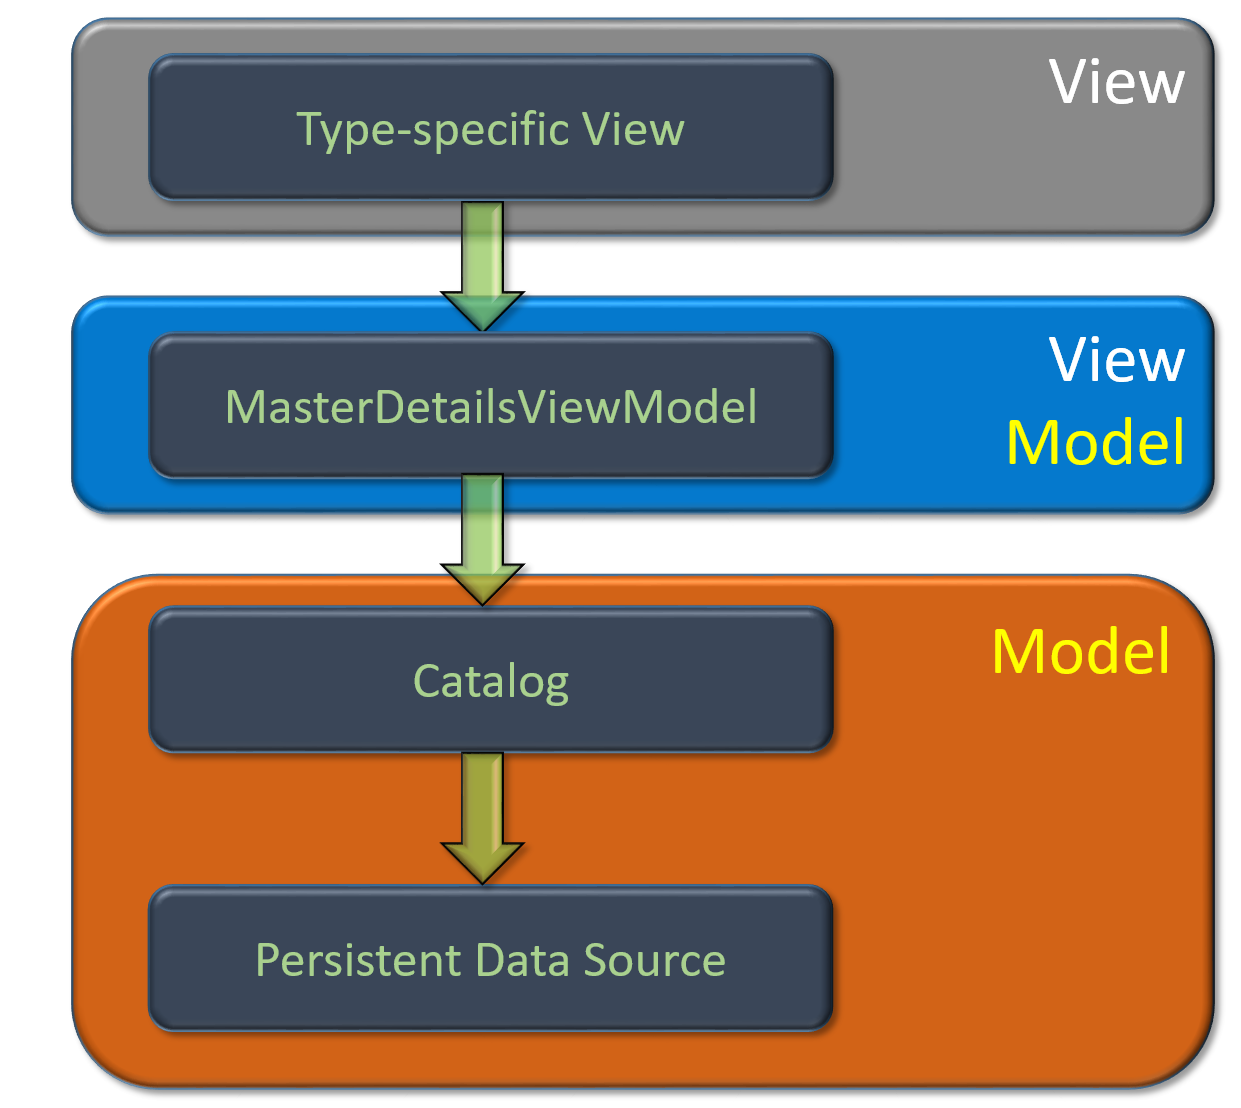 Type-specific View
View
MasterDetailsViewModel
View
Model
Catalog
Model
Persistent Data Source